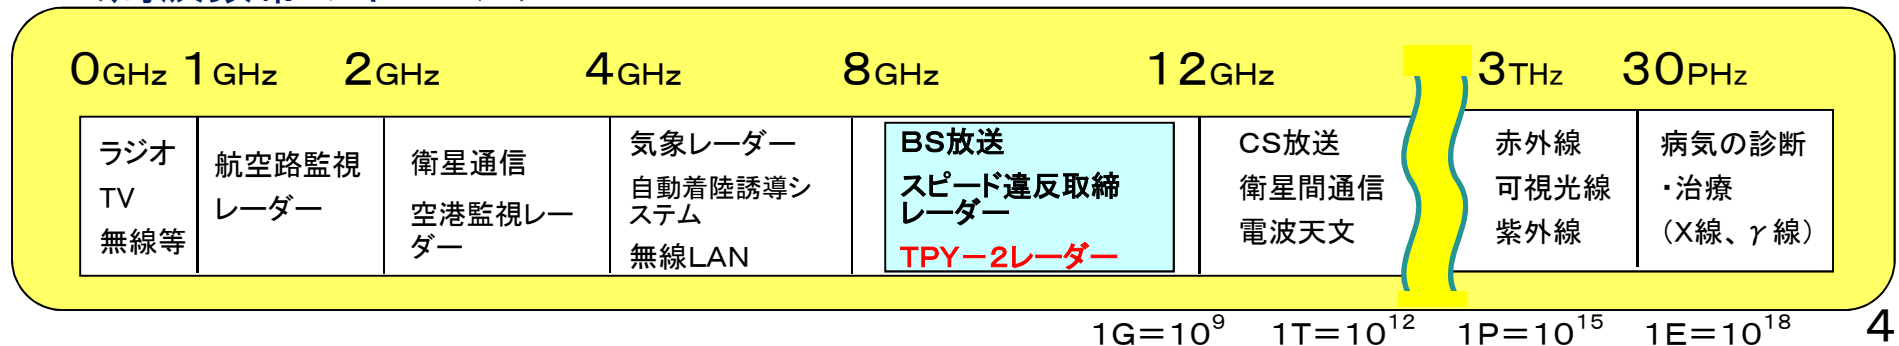 0GHz 1GHz 2GHz 4GHz 8GHz 12GHz 3THz 30PHz
ラジオ
TV
無線等
航空路監視
レーダー
衛星通信
空港監視レー
ダー
気象レーダー
自動着陸誘導シ
ステム
無線LAN
BS放送
スピード違反取締
レーダー
TPY－2レーダー
CS放送
衛星間通信
電波天文
赤外線
可視光線
紫外線
病気の診断
・治療
（X線、γ線）
1G＝10⁹ 1T＝10¹² 1P＝10¹⁵ 1E＝10¹⁸
4